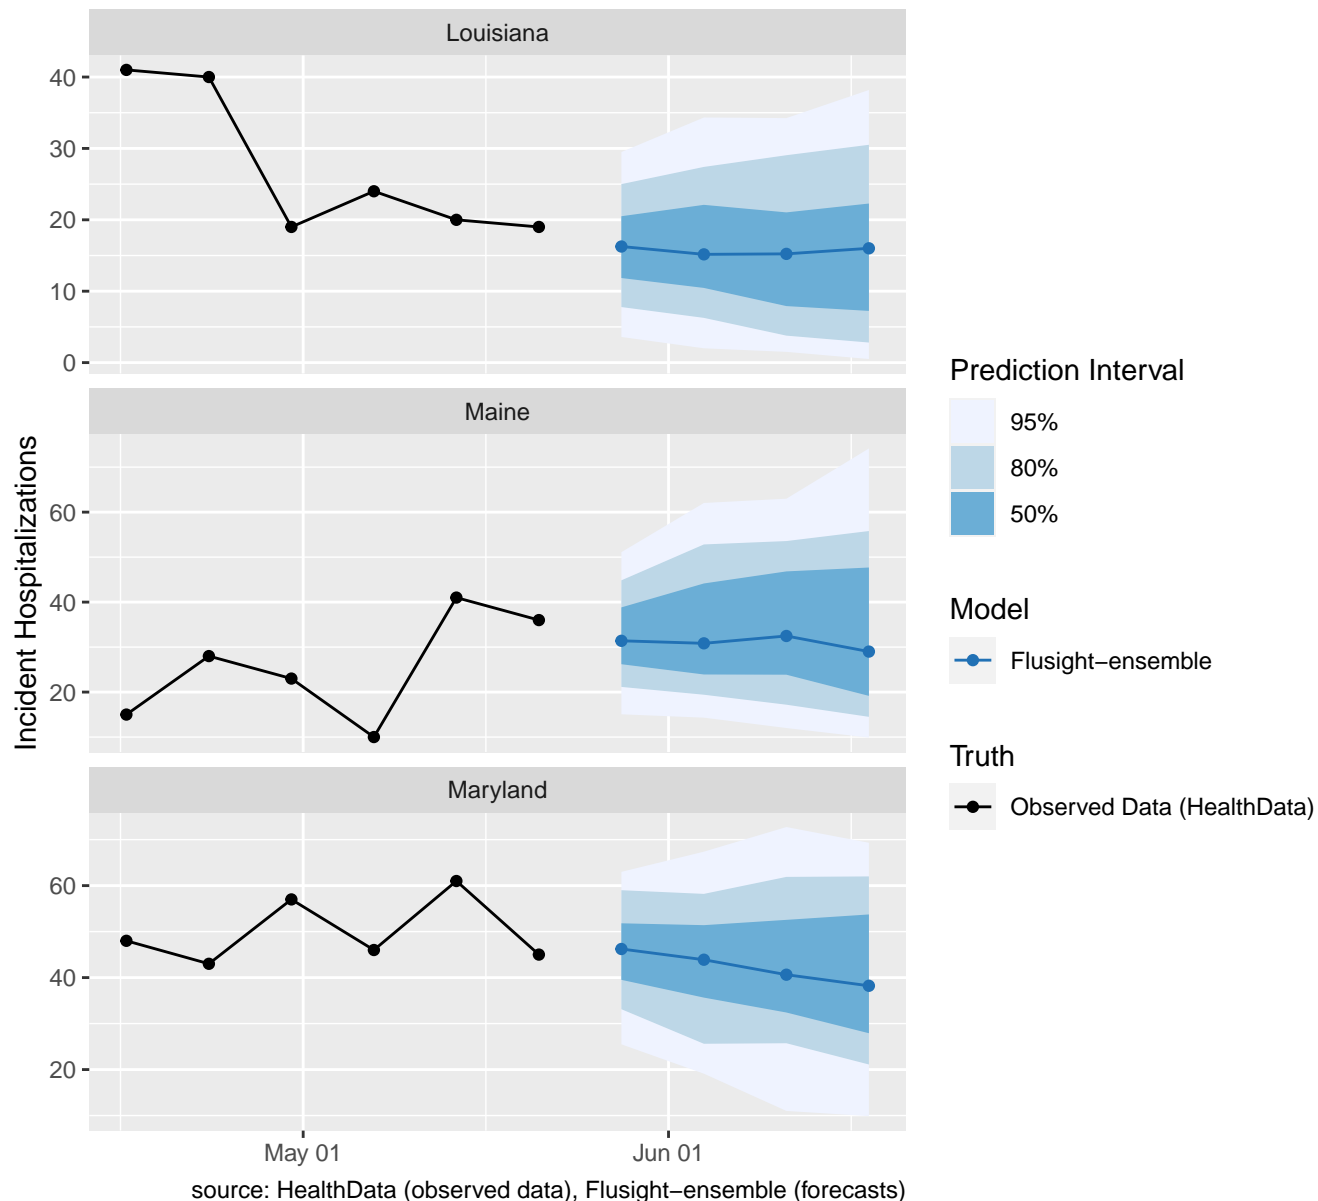 Louisiana
40
30
20
10
0
Maine
60
40
20
Maryland
60
40
20
Incident Hospitalizations
May 01
Jun 01
source: HealthData (observed data), Flusight−ensemble (forecasts)
Prediction Interval
95%
80%
50%
Model
Flusight−ensemble
Truth
Observed Data (HealthData)